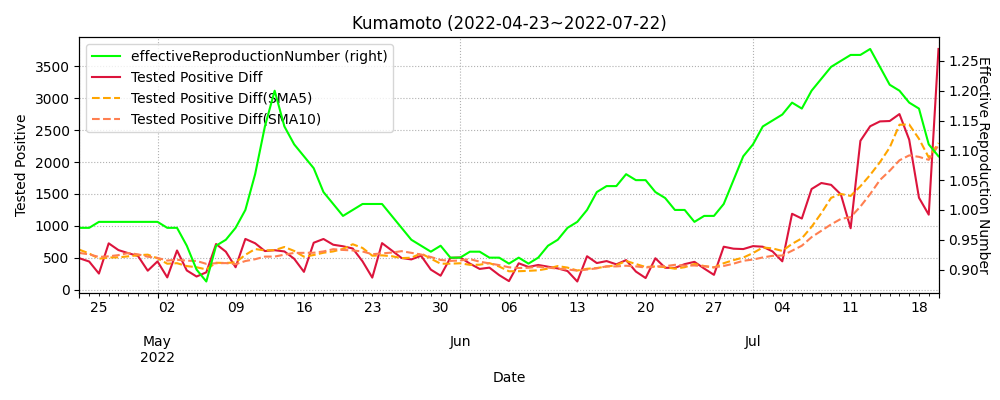 Kumamoto (2022-04-23~2022-07-22)
effectiveReproductionNumber (right)
Tested Positive Diff
Tested Positive Diff(SMA5)
Tested Positive Diff(SMA10)
Tested Positive
3500
3000
2500
2000
1500
1000
500
0
1.25
1.20
1.15
1.10
1.05
1.00
0.95
0.90
Effective Reproduction Number
25 02 09 16 23 30 06 13 20 27 04 11 18
May Jun Jul
2022
Date